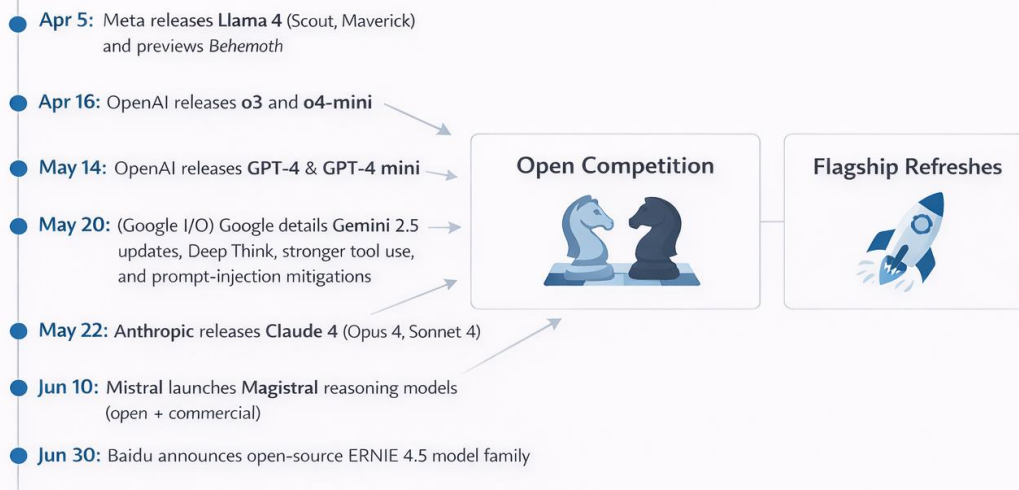 Apr 5: Meta releases Llama 4 (Scout, Maverick)
and previews Behemoth
Apr 16: OpenAI releases o3 and o4-mini
May 14: OpenAI releases GPT-4 & GPT-4 mini
May 20: (Google I/O) Google details Gemini 2.5
updates, Deep Think, stronger tool use,
and prompt-injection mitigations
May 22: Anthropic releases Claude 4 (Opus 4, Sonnet 4)
Jun 10: Mistral launches Magistral reasoning models
(open + commercial)
Jun 30: Baidu announces open-source ERNIE 4.5 model family
Open Competition
Flagship Refreshes